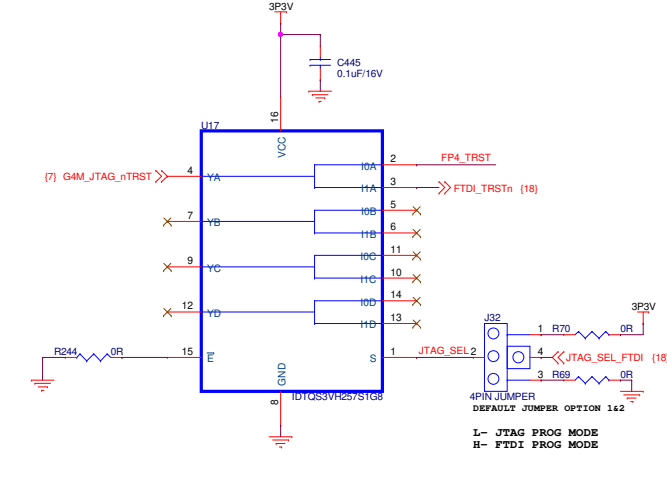 3P3V
C445
0.1uF/16V
U17
16
VCC
{7} G4M_JTAG_nTRST
4
YA
I0A
2
FP4_TRST
I1A
3
FTDI_TRSTn {18}
7
YB
I0B
5
I1B
6
9
YC
I0C
11
I1C
10
12
YD
I0D
14
I1D
13
R244
0R
15
E
S
1
JTAG_SEL
2
J32
1
R70
0R
3P3V
4
JTAG_SEL_FTDI {18}
3
R69
0R
GND
8
IDTQS3VH257S1G8
4PIN JUMPER
DEFAULT JUMPER OPTION 1&2
L- JTAG PROG MODE
H- FTDI PROG MODE